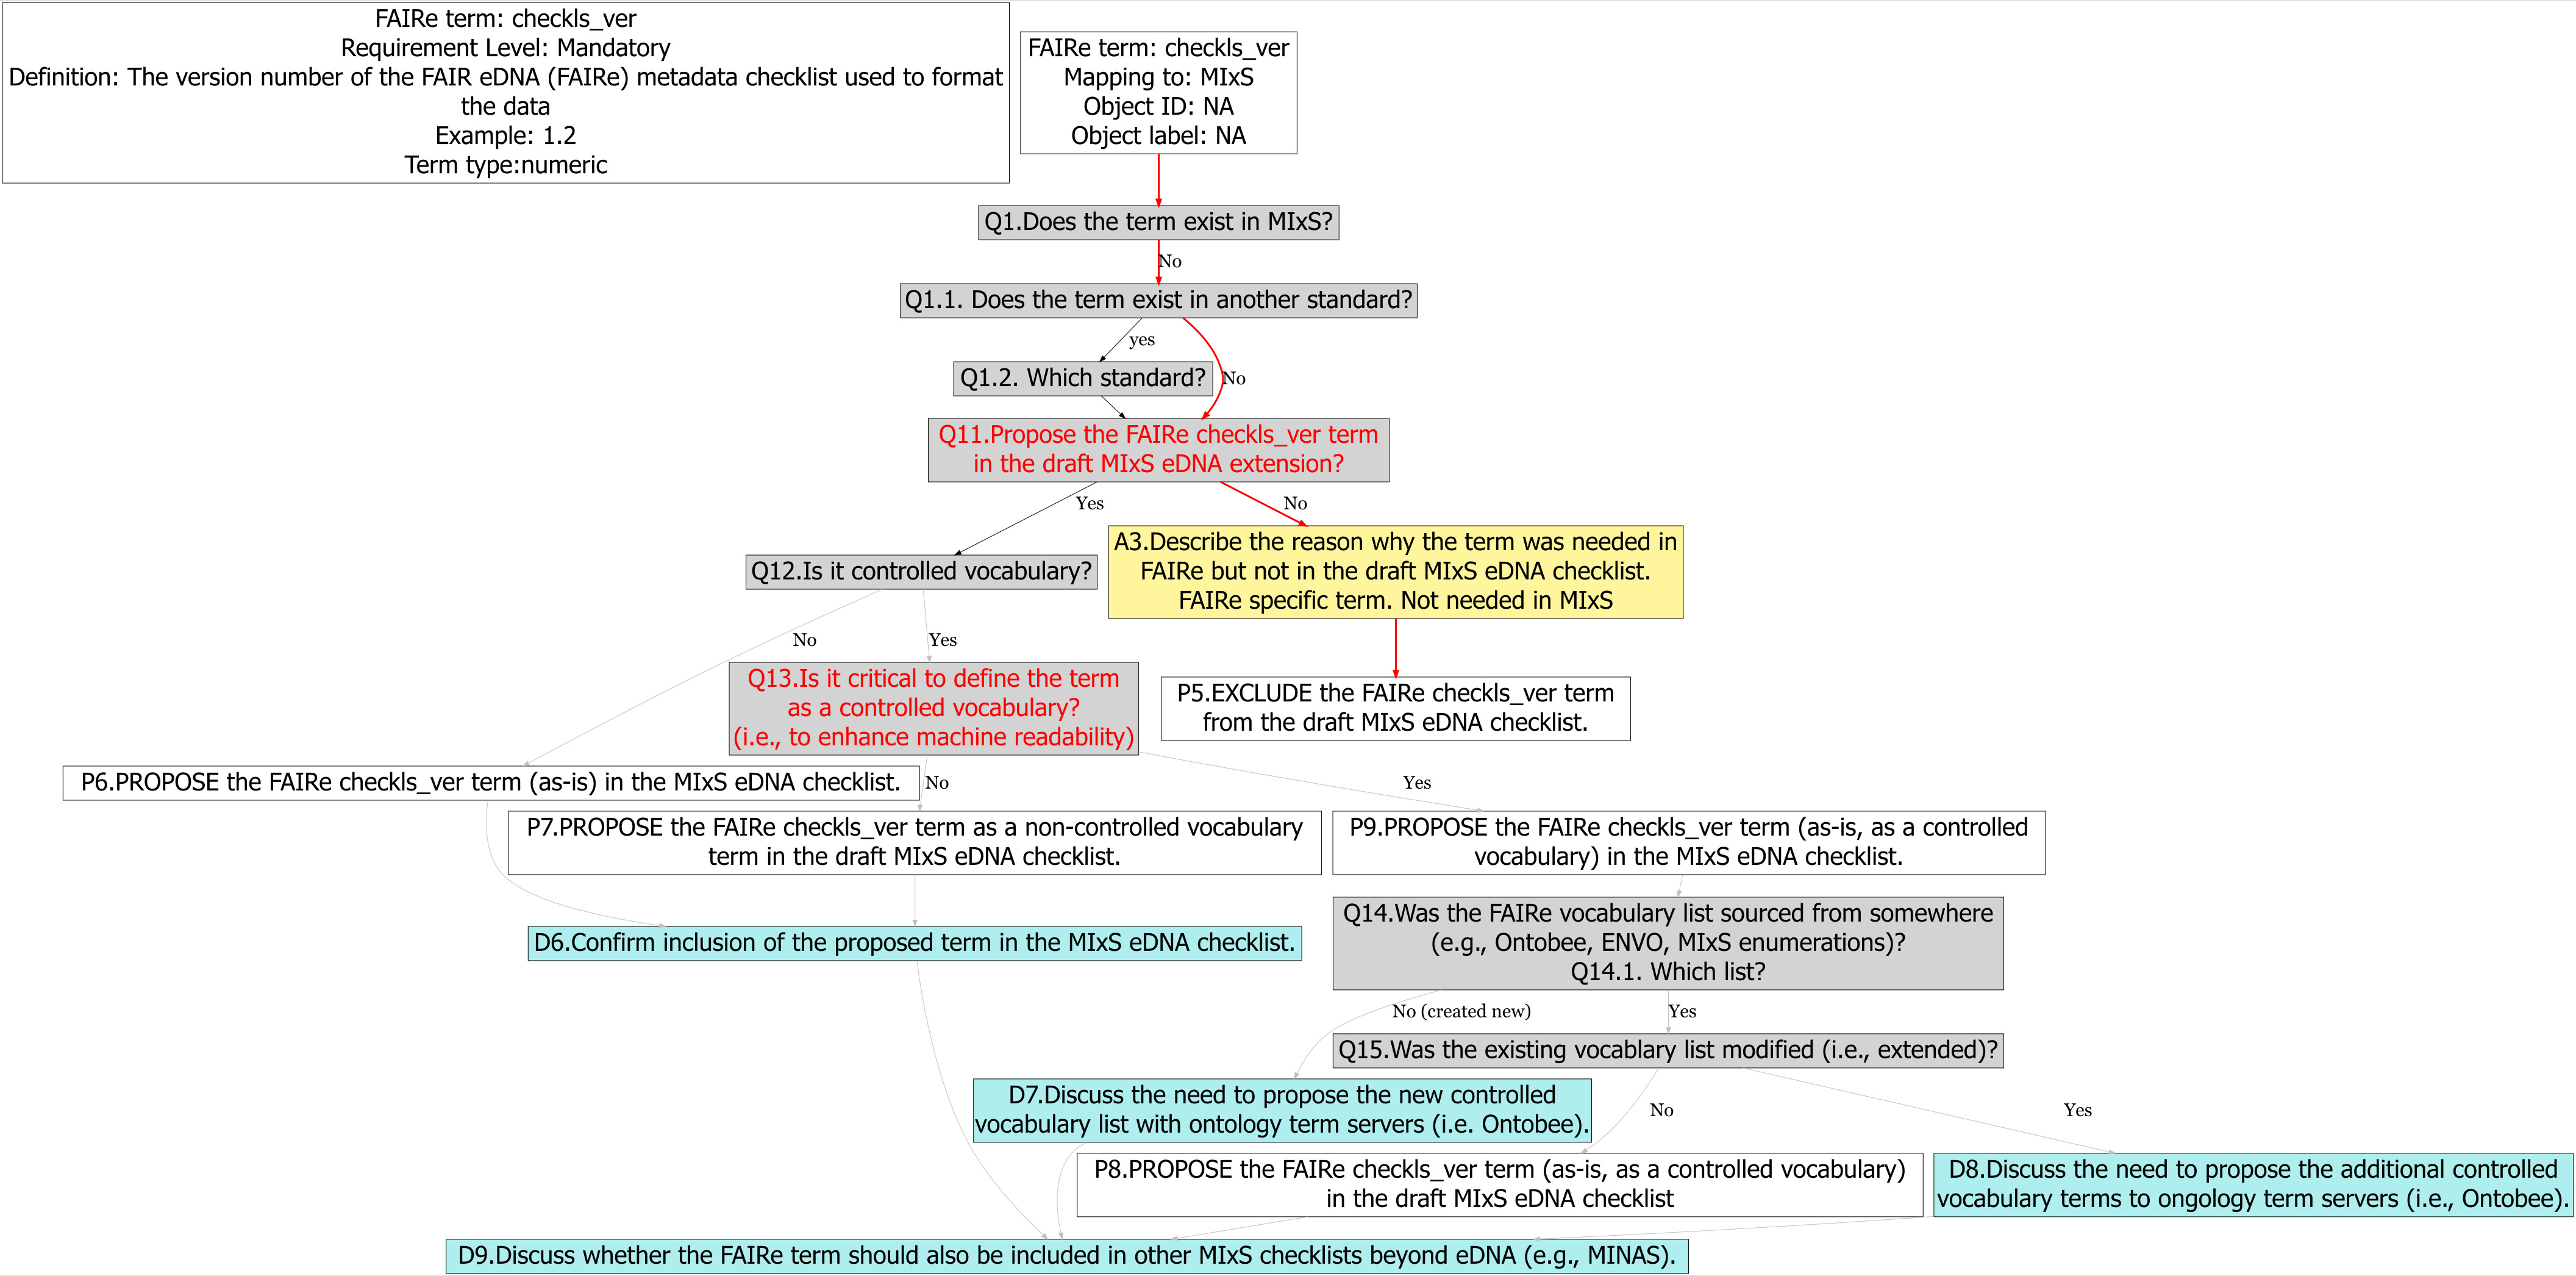 FAIRe term: checkls_ver
Requirement Level: Mandatory
Definition: The version number of the FAIR eDNA (FAIRe) metadata checklist used to format
the data
Example: 1.2
Term type:numeric
FAIRe term: checkls_ver
Mapping to: MIxS
Object ID: NA
Object label: NA
Q1.Does the term exist in MIxS?
No
Q1.1. Does the term exist in another standard?
yes
Q1.2. Which standard?
No
Q11.Propose the FAIRe checkls_ver term
in the draft MIxS eDNA extension?
Yes
No
A3.Describe the reason why the term was needed in
FAIRe but not in the draft MIxS eDNA checklist.
FAIRe specific term. Not needed in MIxS
Q12.Is it controlled vocabulary?
No
Yes
Q13.Is it critical to define the term
as a controlled vocabulary?
(i.e., to enhance machine readability)
P5.EXCLUDE the FAIRe checkls_ver term
from the draft MIxS eDNA checklist.
P6.PROPOSE the FAIRe checkls_ver term (as-is) in the MIxS eDNA checklist.
No
Yes
P7.PROPOSE the FAIRe checkls_ver term as a non-controlled vocabulary
term in the draft MIxS eDNA checklist.
P9.PROPOSE the FAIRe checkls_ver term (as-is, as a controlled
vocabulary) in the MIxS eDNA checklist.
D6.Confirm inclusion of the proposed term in the MIxS eDNA checklist.
Q14.Was the FAIRe vocabulary list sourced from somewhere
(e.g., Ontobee, ENVO, MIxS enumerations)?
Q14.1. Which list?
No (created new)
Yes
Q15.Was the existing vocablary list modified (i.e., extended)?
D7.Discuss the need to propose the new controlled
vocabulary list with ontology term servers (i.e. Ontobee).
No
Yes
P8.PROPOSE the FAIRe checkls_ver term (as-is, as a controlled vocabulary)
in the draft MIxS eDNA checklist
D8.Discuss the need to propose the additional controlled
vocabulary terms to ongology term servers (i.e., Ontobee).
D9.Discuss whether the FAIRe term should also be included in other MIxS checklists beyond eDNA (e.g., MINAS).